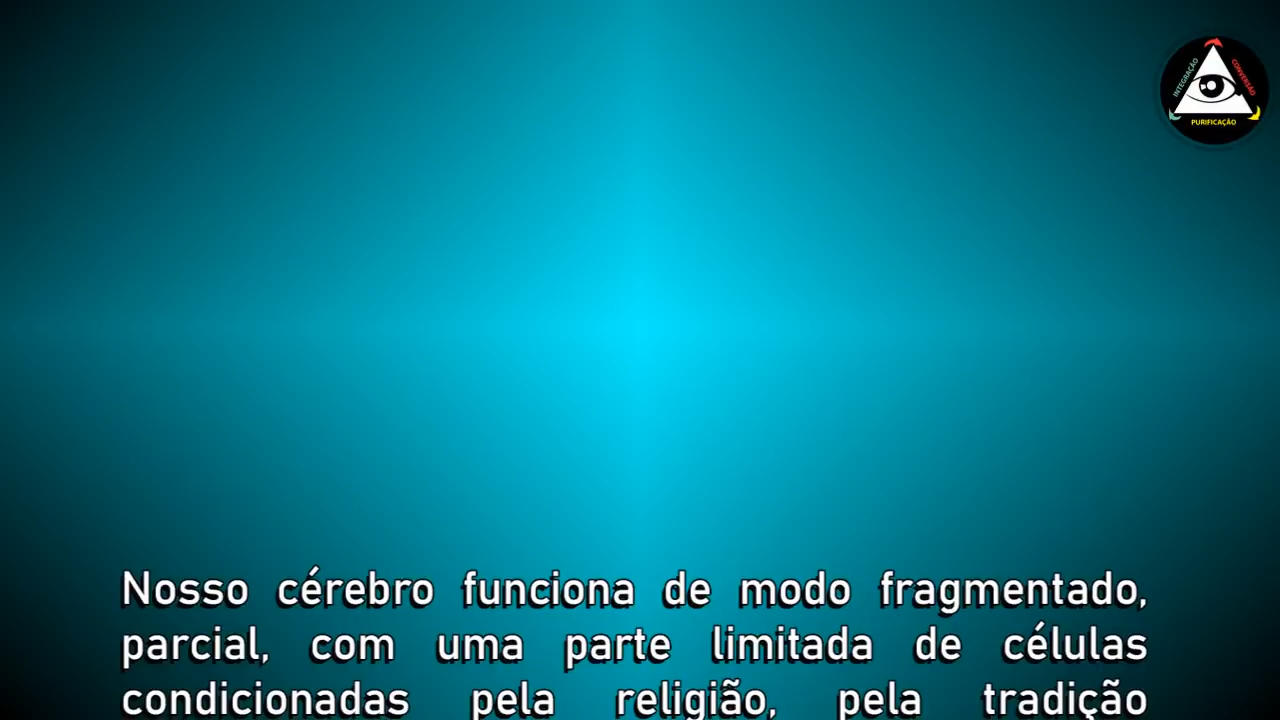 INTEGRAÇÃO
CONVERSÃO
PURIFICAÇÃO
Nosso cérebro funciona de modo fragmentado,
parcial, com uma parte limitada de células
condicionadas pela religião, pela tradição